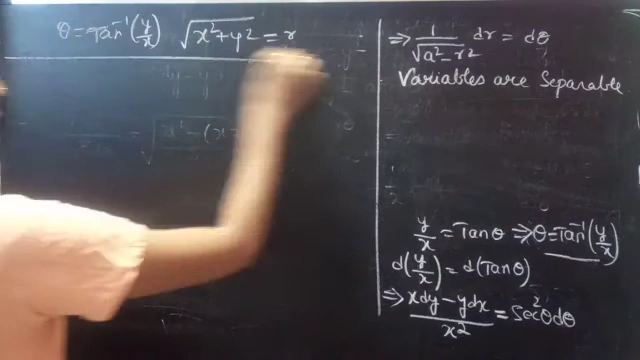 θ = Tan⁻¹(y/x) √(x²+y²) = r
⇒ 1/√(a²-r²) dr = dθ
Variables are Separable
y/x = Tanθ ⇒ θ = Tan⁻¹(y/x)
d(y/x) = d(Tanθ)
⇒ (xdy - ydx)/x² = sec²θdθ